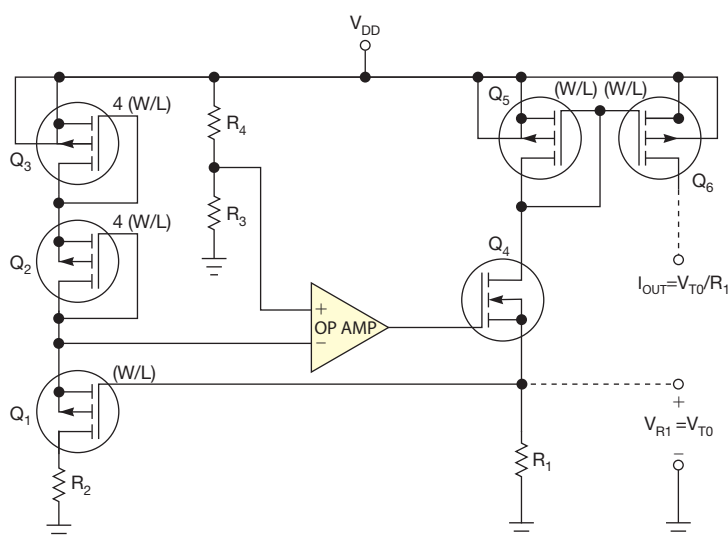 V_DD
4 (W/L)
Q_3
R_4
R_3
Q_5
(W/L) (W/L)
Q_6
4 (W/L)
Q_2
Q_4
I_OUT=V_T0/R_1
+
OP AMP
−
(W/L)
Q_1
+
V_R1=V_T0
−
R_2
R_1